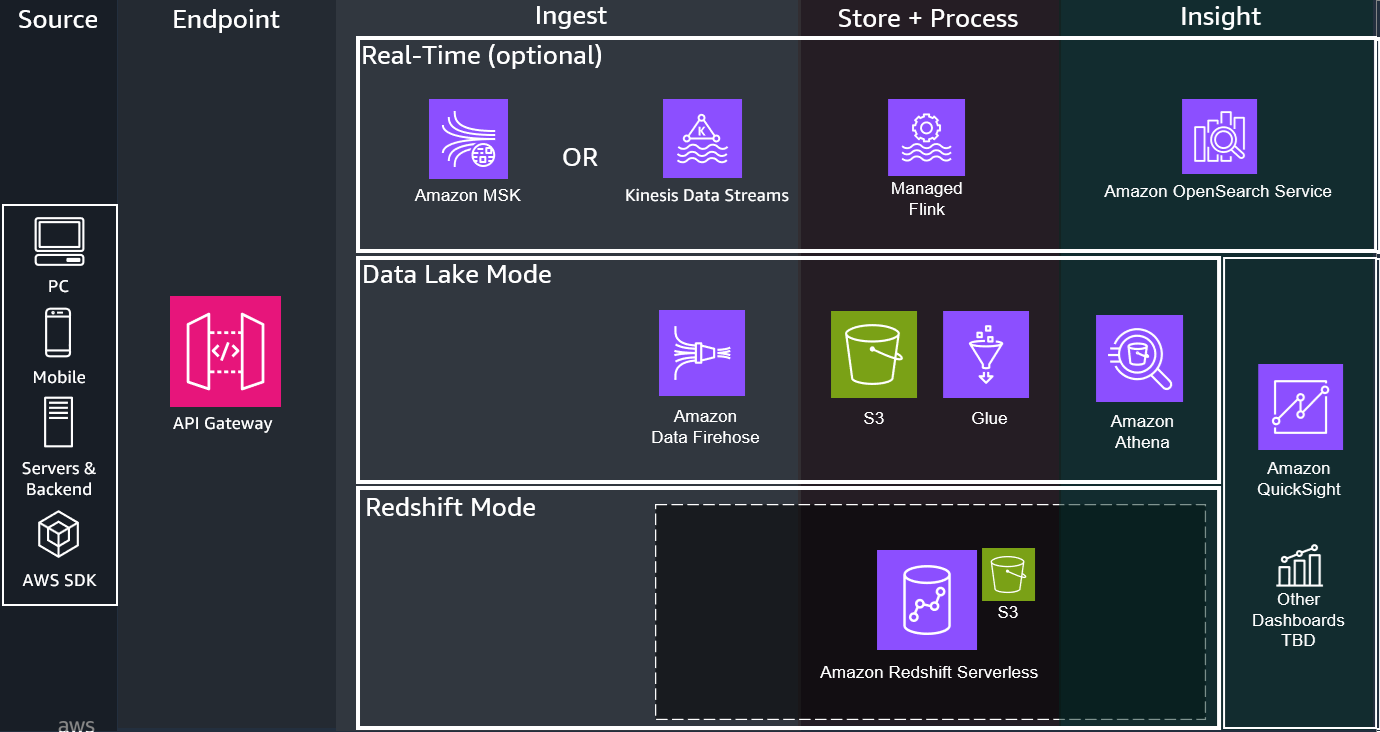 Source
Endpoint
Ingest
Store + Process
Insight
Real-Time (optional)
K
Amazon MSK
OR
Kinesis Data Streams
Managed
Flink
Amazon OpenSearch Service
PC
Mobile
Servers &
Backend
AWS SDK
</>
API Gateway
Data Lake Mode
Amazon
Data Firehose
S3
Glue
Amazon
Athena
Amazon
QuickSight
Other
Dashboards
TBD
Redshift Mode
S3
Amazon Redshift Serverless
aws